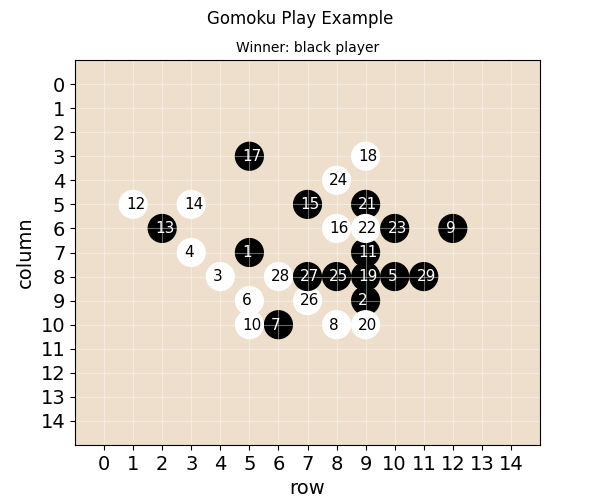 Gomoku Play Example
Winner: black player
0
1
2
3 17 18
4 24
5 12 14 15 21
6 13 16 22 23 9
7 4 1 11
8 3 28 27 25 19 5 29
9 6 26 2
10 10 7 8 20
11
12
13
14
column
0 1 2 3 4 5 6 7 8 9 10 11 12 13 14
row